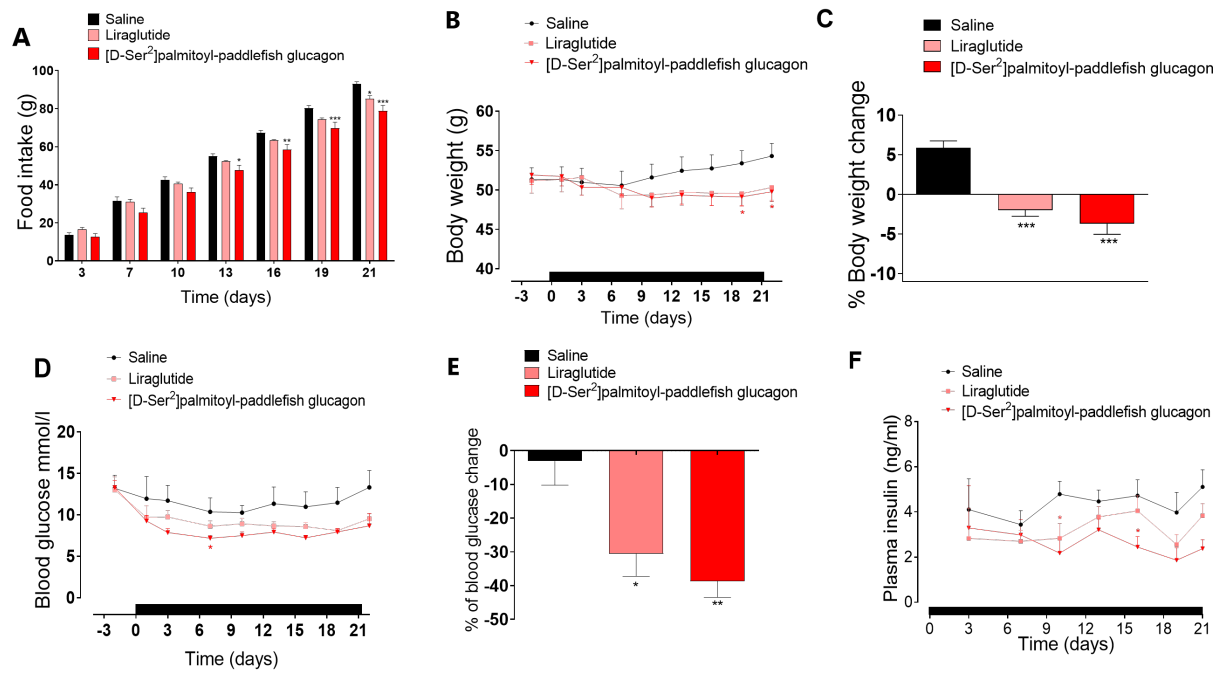 A
Saline
Liraglutide
[D-Ser²]palmitoyl-paddlefish glucagon
Food intake (g)
100
80
60
40
20
0
* *** *** ** * 
3 7 10 13 16 19 21
Time (days)
B
Saline
Liraglutide
[D-Ser²]palmitoyl-paddlefish glucagon
Body weight (g)
60
55
50
45
40
* *
-3 0 3 6 9 12 15 18 21
Time (days)
C
Saline
Liraglutide
[D-Ser²]palmitoyl-paddlefish glucagon
% Body weight change
10
5
0
-5
-10
*** ***
D
Saline
Liraglutide
[D-Ser²]palmitoyl-paddlefish glucagon
Blood glucose mmol/l
20
15
10
5
0
*
-3 0 3 6 9 12 15 18 21
Time (days)
E
Saline
Liraglutide
[D-Ser²]palmitoyl-paddlefish glucagon
% of blood glucase change
0
-10
-20
-30
-40
-50
* **
F
Saline
Liraglutide
[D-Ser²]palmitoyl-paddlefish glucagon
Plasma insulin (ng/ml)
8
6
4
2
0
* *
0 3 6 9 12 15 18 21
Time (days)